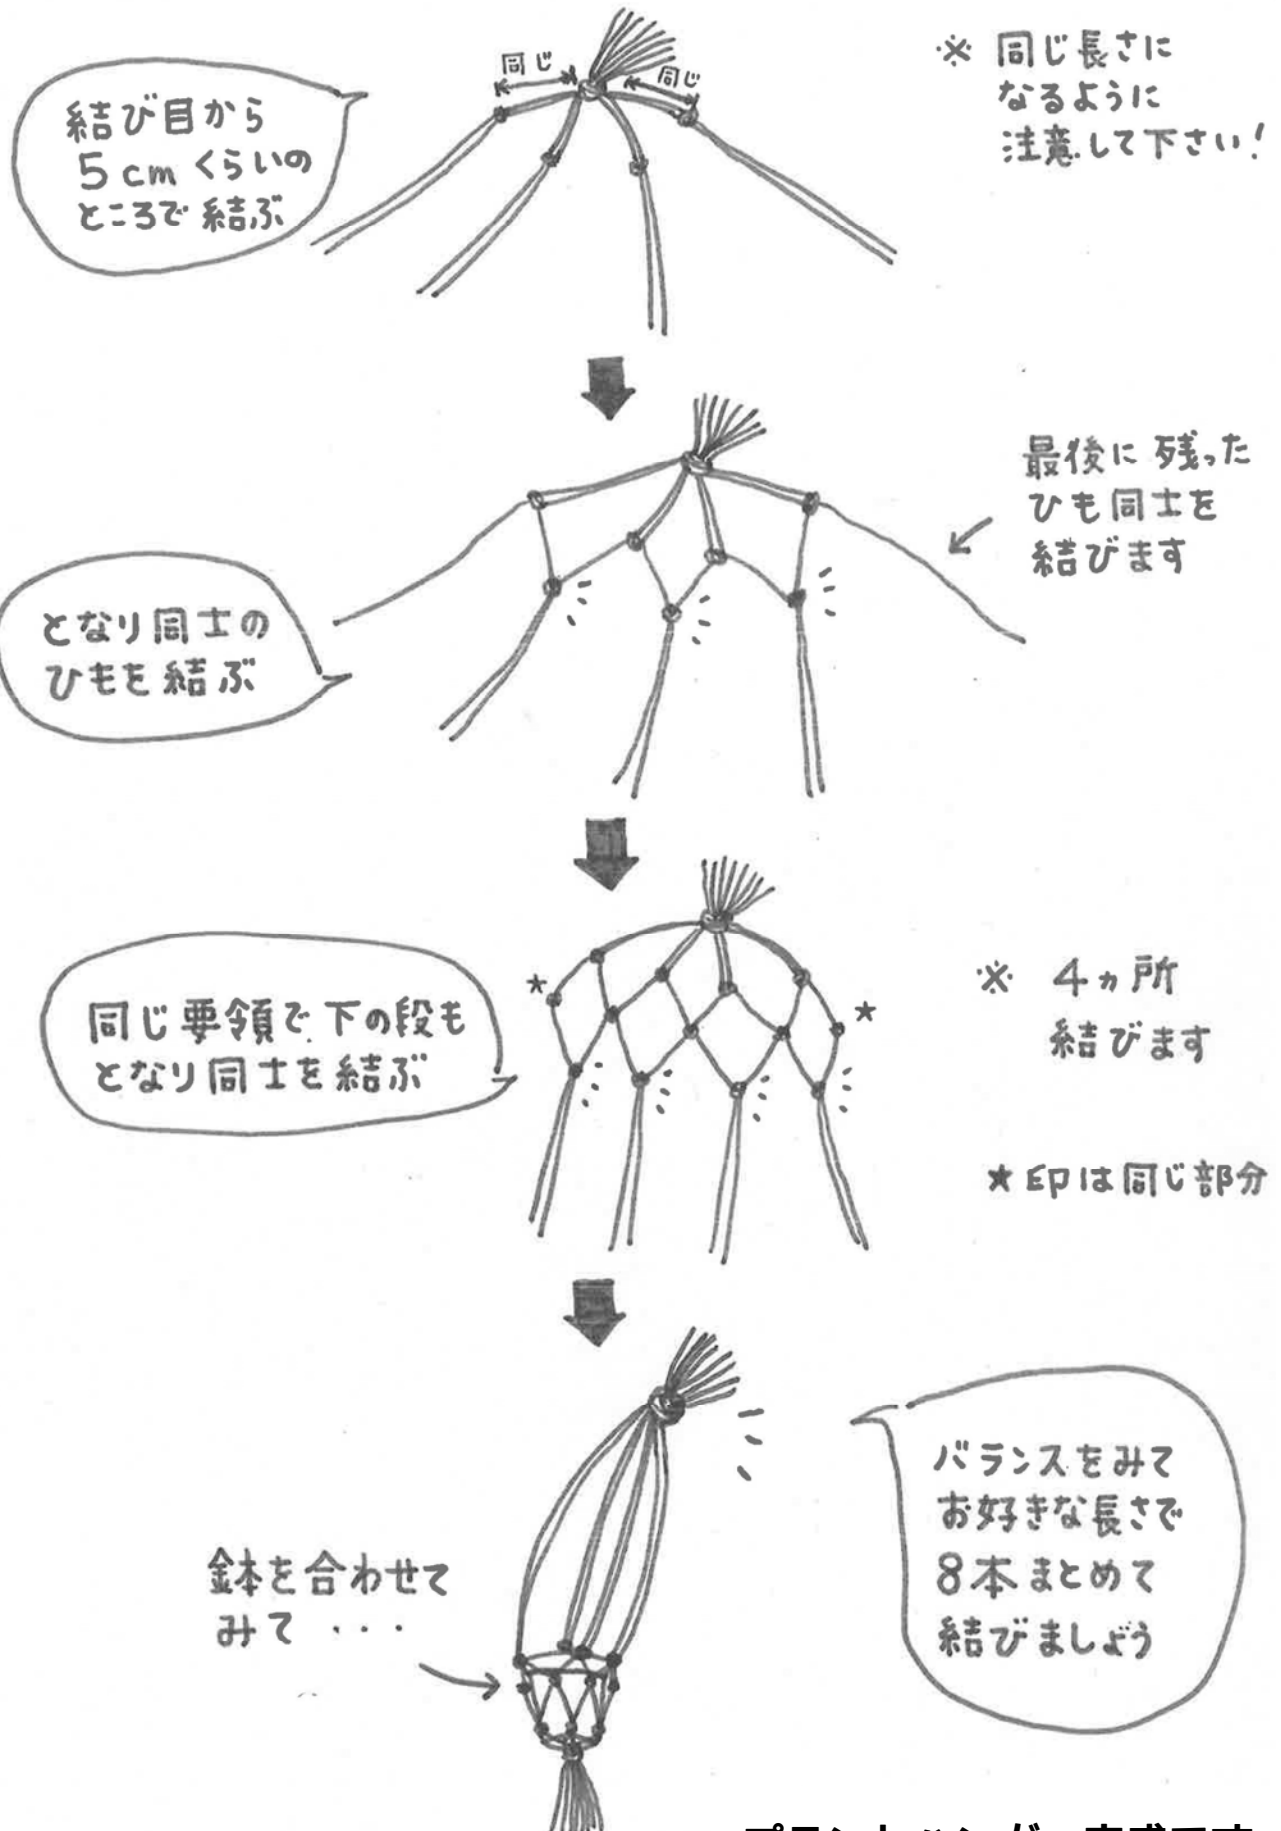 同じ
同じ
結び目から
5cmくらいの
ところで結ぶ
※ 同じ長さに
なるように
注意して下さい!
最後に残った
ひも同士を
結びます
となり同士の
ひもを結ぶ
同じ要領で下の段も
となり同士を結ぶ
★
★
※ 4ヵ所
結びます
★印は同じ部分
バランスをみて
お好きな長さで
8本まとめて
結びましょう
鉢を合わせて
みて・・・